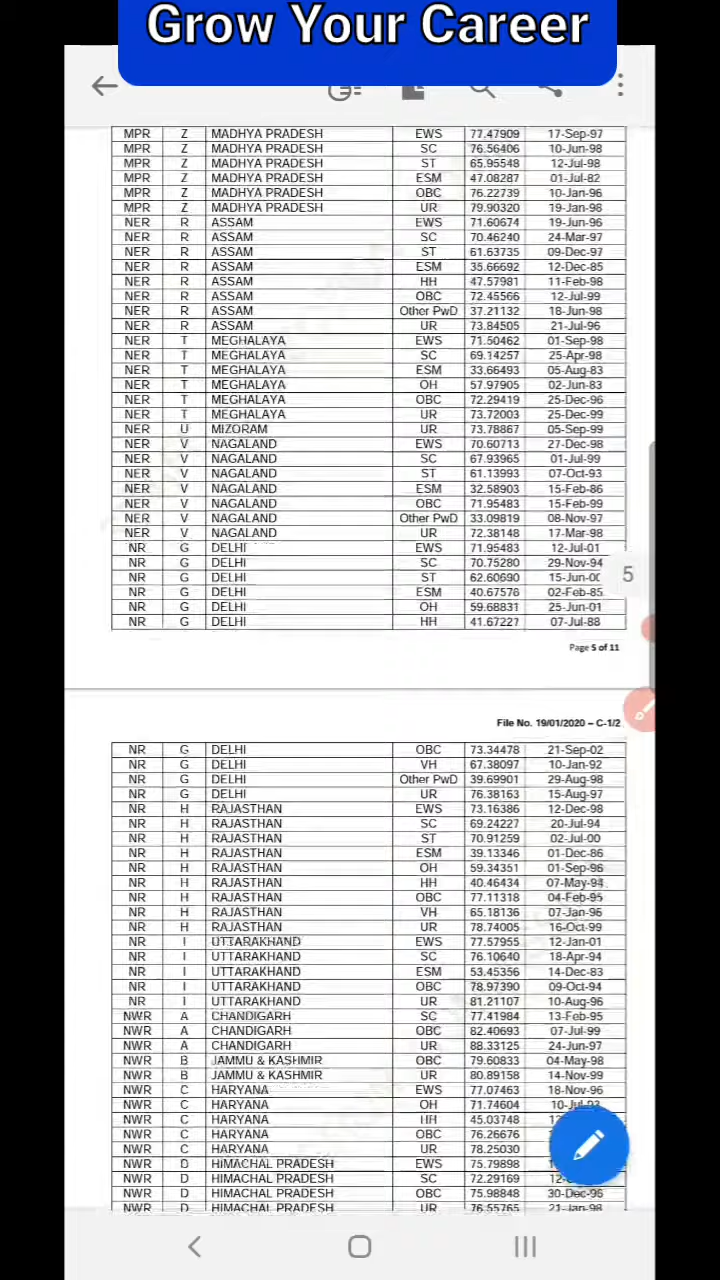 Grow Your Career
MPR Z MADHYA PRADESH EWS 77.47909 17-Sep-97
MPR Z MADHYA PRADESH SC 76.56406 10-Jun-98
MPR Z MADHYA PRADESH ST 65.95548 12-Jul-98
MPR Z MADHYA PRADESH ESM 47.08287 01-Jul-82
MPR Z MADHYA PRADESH OBC 76.22739 10-Jan-96
MPR Z MADHYA PRADESH UR 79.90320 19-Jan-98
NER R ASSAM EWS 71.60674 19-Jun-96
NER R ASSAM SC 70.46240 24-Mar-97
NER R ASSAM ST 61.63735 09-Dec-97
NER R ASSAM ESM 35.66692 12-Dec-85
NER R ASSAM HH 47.57981 11-Feb-98
NER R ASSAM OBC 72.45566 12-Jul-99
NER R ASSAM Other PwD 37.21132 18-Jun-98
NER R ASSAM UR 73.84505 21-Jul-96
NER T MEGHALAYA EWS 71.50462 01-Sep-98
NER T MEGHALAYA SC 69.14257 25-Apr-98
NER T MEGHALAYA ESM 33.66493 05-Aug-83
NER T MEGHALAYA OH 57.97905 02-Jun-83
NER T MEGHALAYA OBC 72.29419 25-Dec-96
NER T MEGHALAYA UR 73.72003 25-Dec-99
NER U MIZORAM UR 73.78867 05-Sep-99
NER V NAGALAND EWS 70.60713 27-Dec-98
NER V NAGALAND SC 67.93965 01-Jul-99
NER V NAGALAND ST 61.13993 07-Oct-93
NER V NAGALAND ESM 32.58903 15-Feb-86
NER V NAGALAND OBC 71.95483 15-Feb-99
NER V NAGALAND Other PwD 33.09819 08-Nov-97
NER V NAGALAND UR 72.38148 17-Mar-98
NR G DELHI EWS 71.95483 12-Jul-01
NR G DELHI SC 70.75280 29-Nov-94
NR G DELHI ST 62.60690 15-Jun-00
5
NR G DELHI ESM 40.67576 02-Feb-85
NR G DELHI OH 59.68831 25-Jun-01
NR G DELHI HH 41.67227 07-Jul-88
Page 5 of 11
File No. 19/01/2020 – C-1/2
NR G DELHI OBC 73.34478 21-Sep-02
NR G DELHI VH 67.38097 10-Jan-92
NR G DELHI Other PwD 39.69901 29-Aug-98
NR G DELHI UR 76.38163 15-Aug-97
NR H RAJASTHAN EWS 73.16386 12-Dec-98
NR H RAJASTHAN SC 69.24227 20-Jul-94
NR H RAJASTHAN ST 70.91259 02-Jul-00
NR H RAJASTHAN ESM 39.13346 01-Dec-86
NR H RAJASTHAN OH 59.34351 01-Sep-96
NR H RAJASTHAN HH 40.46434 07-May-94
NR H RAJASTHAN OBC 77.11318 04-Feb-95
NR H RAJASTHAN VH 65.18136 07-Jan-96
NR H RAJASTHAN UR 78.74005 16-Oct-99
NR I UTTARAKHAND EWS 77.57955 12-Jan-01
NR I UTTARAKHAND SC 76.10640 18-Apr-94
NR I UTTARAKHAND ESM 53.45356 14-Dec-83
NR I UTTARAKHAND OBC 78.97390 09-Oct-94
NR I UTTARAKHAND UR 81.21107 10-Aug-96
NWR A CHANDIGARH SC 77.41984 13-Feb-95
NWR A CHANDIGARH OBC 82.40693 07-Jul-99
NWR A CHANDIGARH UR 88.33125 24-Jun-97
NWR B JAMMU & KASHMIR OBC 79.60833 04-May-98
NWR B JAMMU & KASHMIR UR 80.89158 14-Nov-99
NWR C HARYANA EWS 77.07463 18-Nov-96
NWR C HARYANA OH 71.74604
NWR C HARYANA HH 45.03748
NWR C HARYANA OBC 76.26676
NWR C HARYANA UR 78.25030
NWR D HIMACHAL PRADESH EWS 75.79898
NWR D HIMACHAL PRADESH SC 72.29169
NWR D HIMACHAL PRADESH OBC 75.98848 30-Dec-96
NWR D HIMACHAL PRADESH UR 76.55765 21-Jan-98